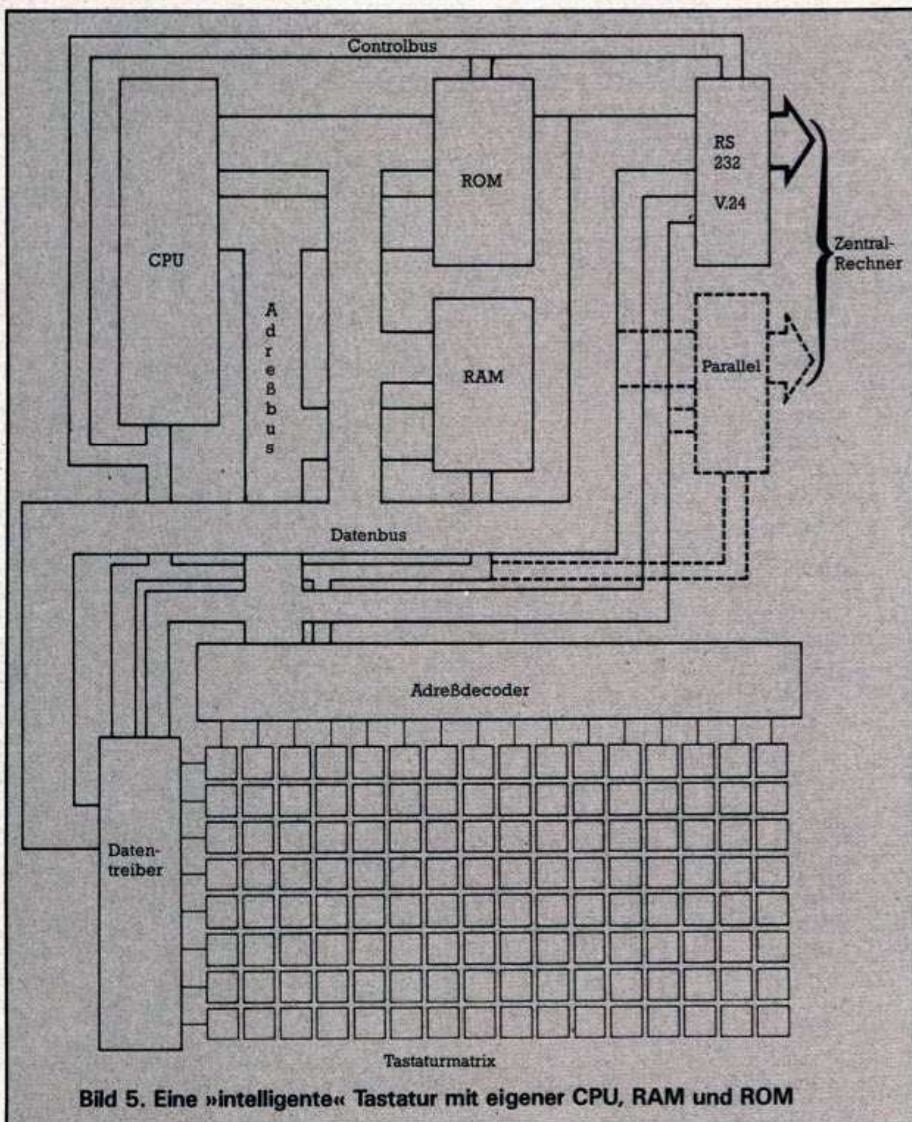 Controlbus
CPU
ROM
RS
232
V.24
Zentral-
Rechner
Adreßbus
RAM
Parallel
Datenbus
Adreßdecoder
Daten-
treiber
Tastaturmatrix
Bild 5. Eine »intelligente« Tastatur mit eigener CPU, RAM und ROM